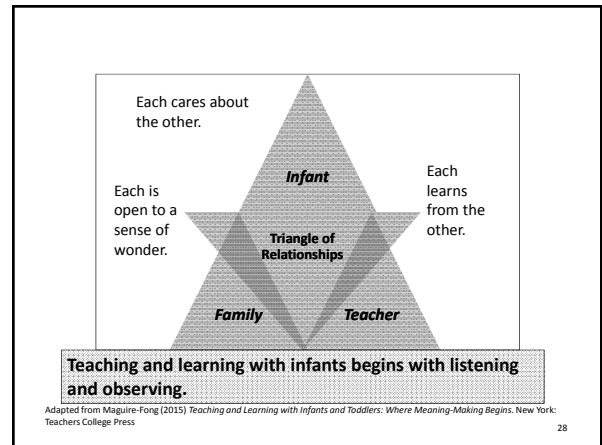 Each cares about
the other.
Infant
Each is
open to a
sense of
wonder.
Each
learns
from the
other.
Triangle of
Relationships
Family
Teacher
Teaching and learning with infants begins with listening
and observing.
Adapted from Maguire-Fong (2015) Teaching and Learning with Infants and Toddlers: Where Meaning-Making Begins. New York:
Teachers College Press
28